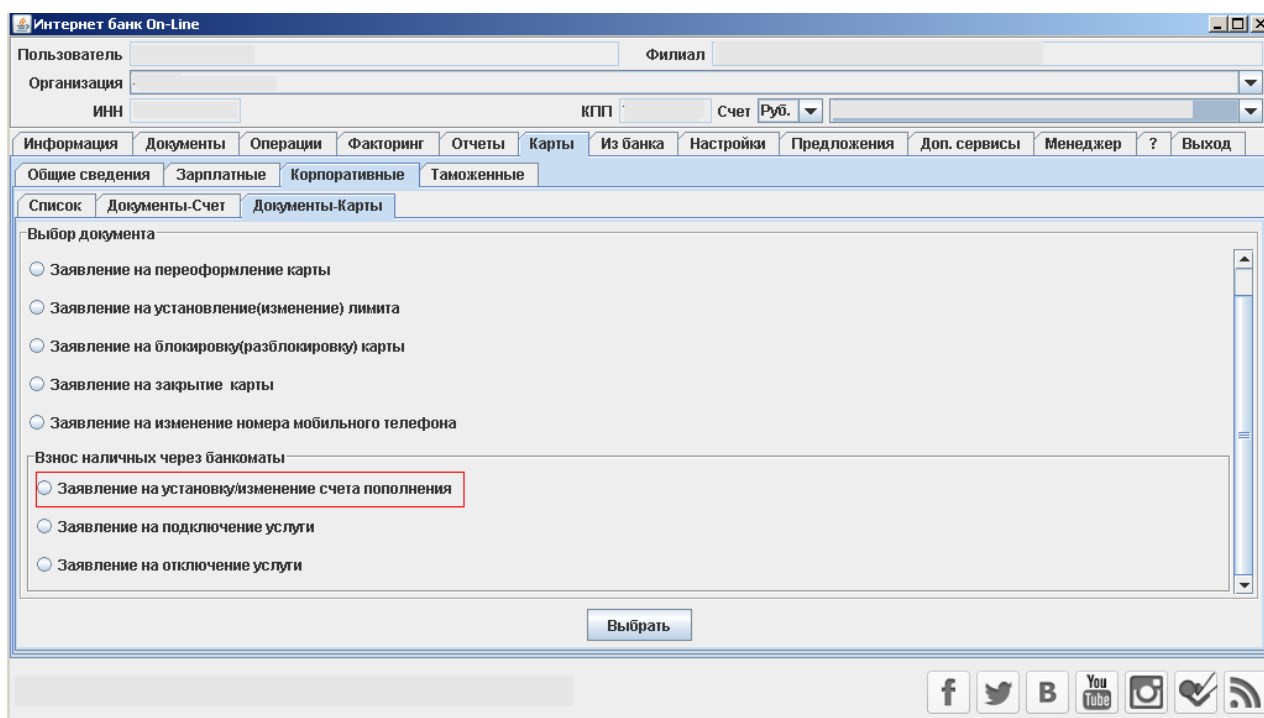 Интернет банк On-Line
Пользователь Филиал
Организация
ИНН КПП Счет Руб.
Информация Документы Операции Факторинг Отчеты Карты Из банка Настройки Предложения Доп. сервисы Менеджер ? Выход
Общие сведения Зарплатные Корпоративные Таможенные
Список Документы-Счет Документы-Карты
Выбор документа
Заявление на переоформление карты
Заявление на установление(изменение) лимита
Заявление на блокировку(разблокировку) карты
Заявление на закрытие карты
Заявление на изменение номера мобильного телефона
Взнос наличных через банкоматы
Заявление на установку/изменение счета пополнения
Заявление на подключение услуги
Заявление на отключение услуги
Выбрать
f B You Tube